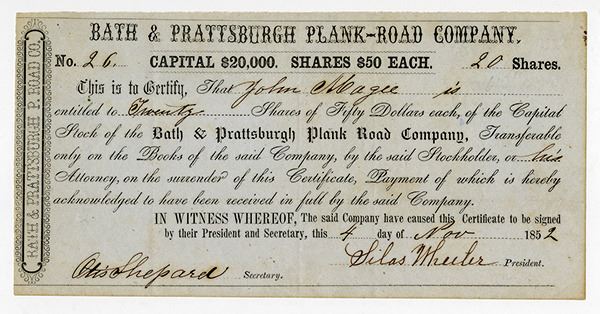 BATH & PRATTSBURGH PLANK-ROAD COMPANY.
No. 26. CAPITAL $20,000. SHARES $50 EACH. 20 Shares.
This is to Certify, That John Magee is
entitled to Twenty Shares of Fifty Dollars each, of the Capital
Stock of the Bath & Prattsburgh Plank Road Company, Transferable
only on the Books of the said Company, by the said Stockholder, or his
Attorney, on the surrender of this Certificate, Payment of which is hereby
acknowledged to have been received in full by the said Company.
IN WITNESS WHEREOF, The said Company have caused this Certificate to be signed
by their President and Secretary, this 4 day of Nov 1852
Otis Shepard Secretary. Silas Wheeler President.
BATH & PRATTSBURGH P. ROAD CO.